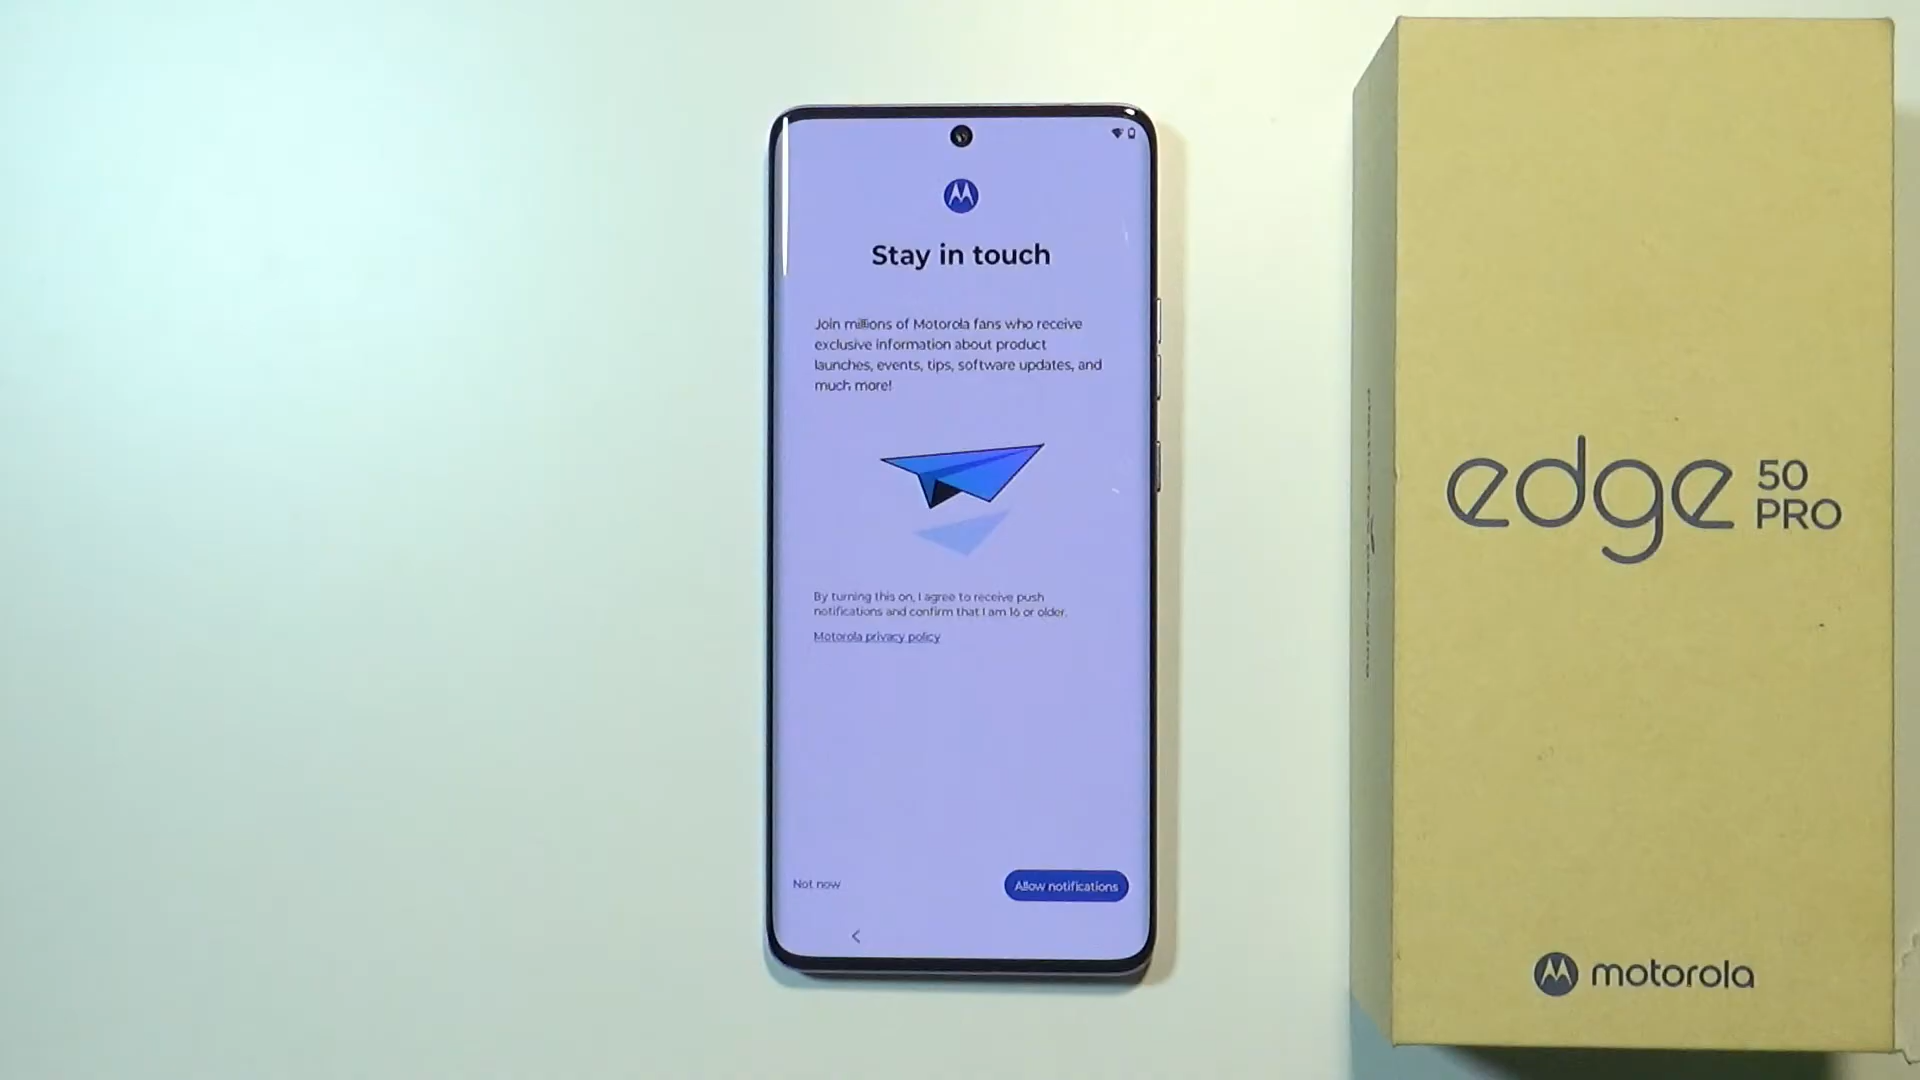 Stay in touch
Join millions of Motorola fans who receive
exclusive information about product
launches, events, tips, software updates, and
much more!
By turning this on, I agree to receive push
notifications and confirm that I am 16 or older.
Motorola privacy policy
Not now
Allow notifications
edge 50
PRO
motorola